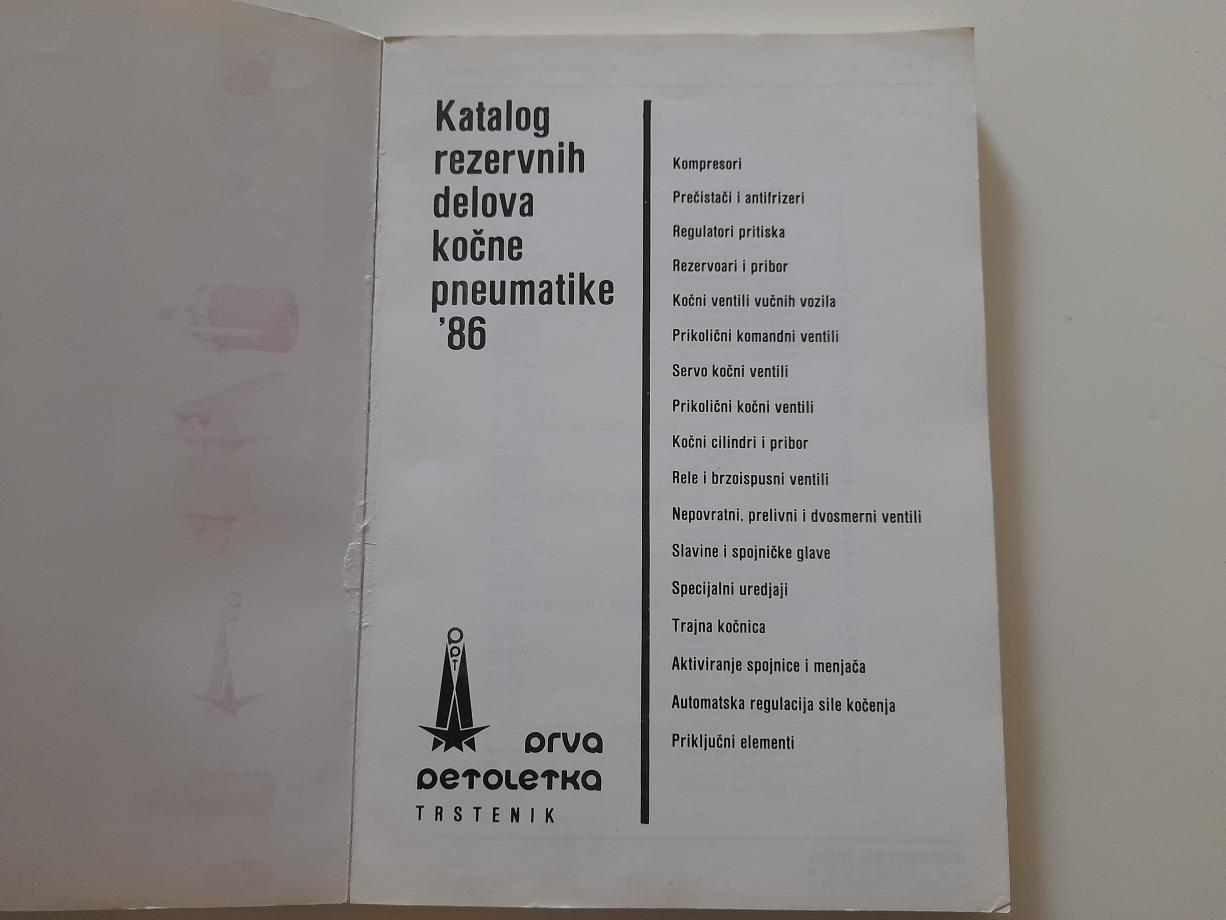 Katalog
rezervnih
delova
kočne
pneumatike
'86
PPT
prva
petoletka
TRSTENIK
Kompresori
Prečistači i antifrizeri
Regulatori pritiska
Rezervoari i pribor
Kočni ventili vučnih vozila
Prikolični komandni ventili
Servo kočni ventili
Prikolični kočni ventili
Kočni cilindri i pribor
Rele i brzoispusni ventili
Nepovratni, prelivni i dvosmerni ventili
Slavine i spojničke glave
Specijalni uredjaji
Trajna kočnica
Aktiviranje spojnice i menjača
Automatska regulacija sile kočenja
Priključni elementi